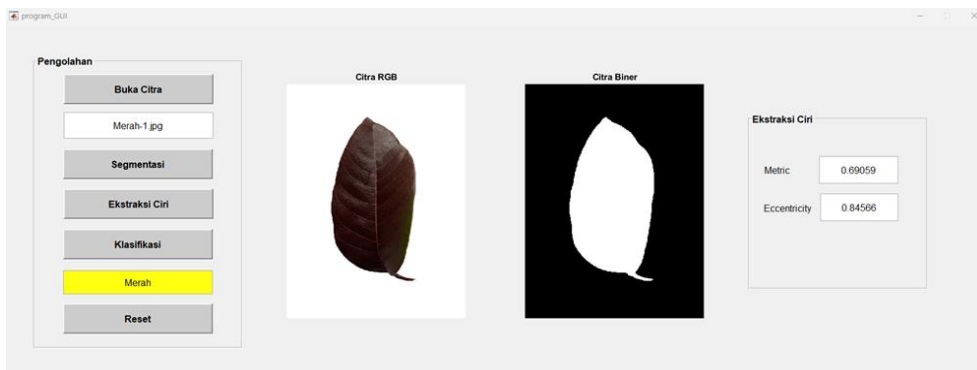 program_GUI
Pengolahan
Buka Citra
Merah-1.jpg
Segmentasi
Ekstraksi Ciri
Klasifikasi
Merah
Reset
Citra RGB
Citra Biner
Ekstraksi Ciri
Metric 0.69059
Eccentricity 0.84566